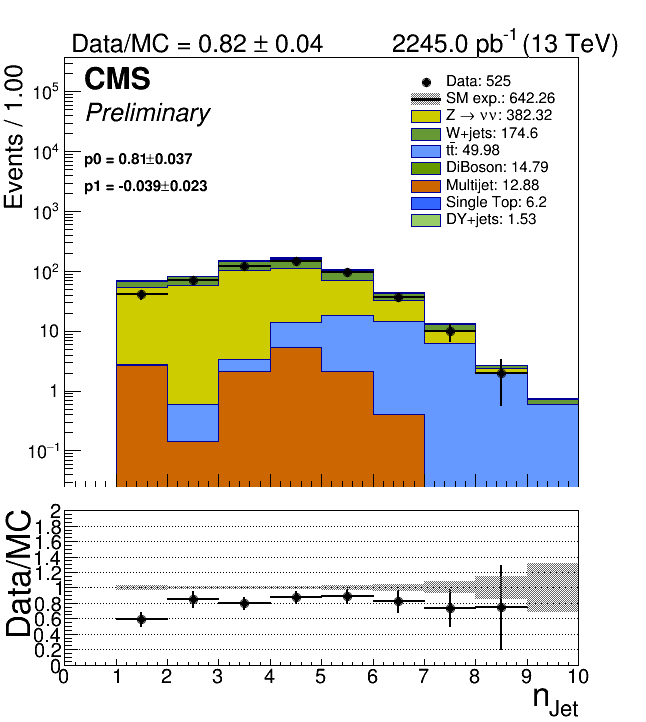 Data/MC = 0.82 ± 0.04 2245.0 pb⁻¹ (13 TeV)
CMS
Preliminary
p0 = 0.81±0.037
p1 = -0.039±0.023
Data: 525
SM exp.: 642.26
Z → νν: 382.32
W+jets: 174.6
tt̄: 49.98
DiBoson: 14.79
Multijet: 12.88
Single Top: 6.2
DY+jets: 1.53
Events / 1.00
10⁵
10⁴
10³
10²
10
1
10⁻¹
Data/MC
2
1.8
1.6
1.4
1.2
1
0.8
0.6
0.4
0.2
0
0 1 2 3 4 5 6 7 8 9 10
n_Jet